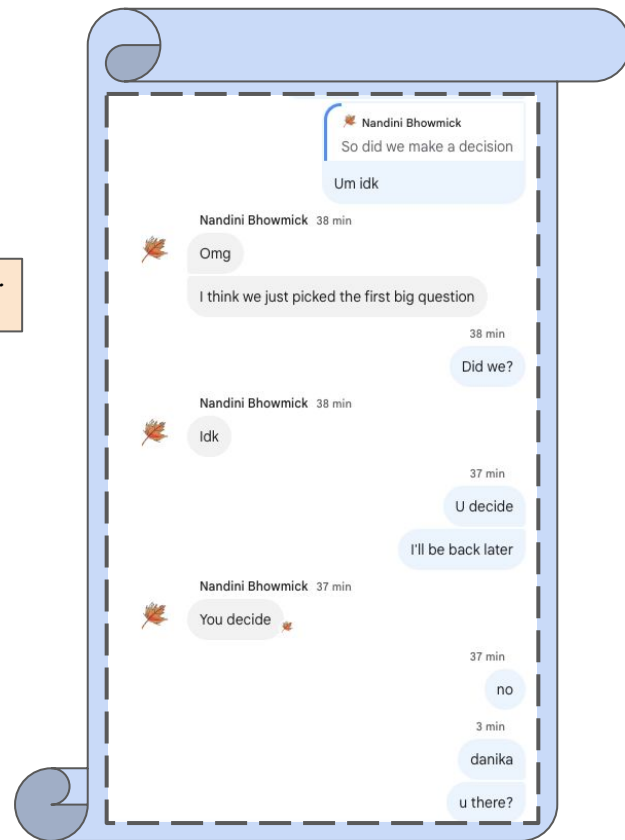 Nandini Bhowmick
So did we make a decision
Um idk
Nandini Bhowmick 38 min
Omg
I think we just picked the first big question
38 min
Did we?
Nandini Bhowmick 38 min
Idk
37 min
U decide
I'll be back later
Nandini Bhowmick 37 min
You decide
37 min
no
3 min
danika
u there?